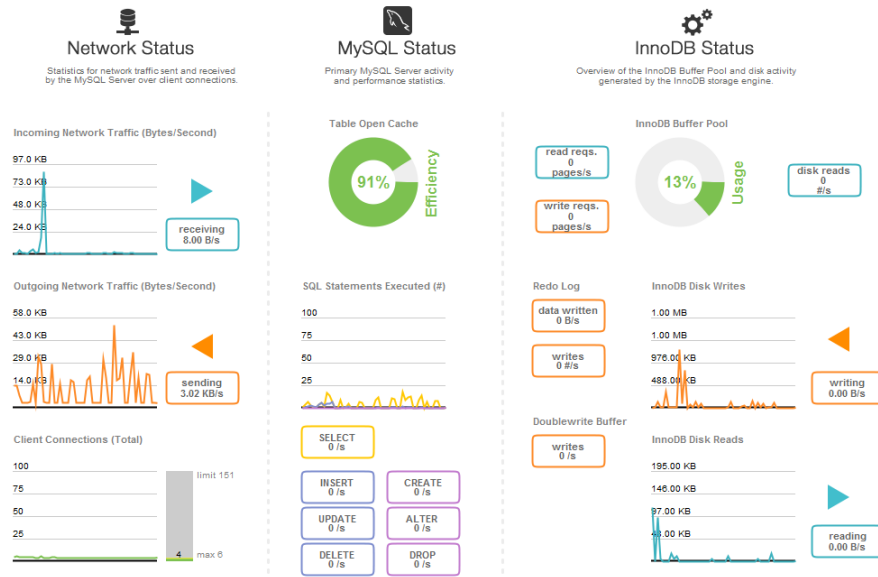 Network Status
Statistics for network traffic sent and received
by the MySQL Server over client connections.
Incoming Network Traffic (Bytes/Second)
97.0 KB
73.0 KB
48.0 KB
24.0 KB
receiving
8.00 B/s
Outgoing Network Traffic (Bytes/Second)
58.0 KB
43.0 KB
29.0 KB
14.0 KB
sending
3.02 KB/s
Client Connections (Total)
100
75
50
25
limit 151
4
max 6
MySQL Status
Primary MySQL Server activity
and performance statistics.
Table Open Cache
91%
Efficiency
SQL Statements Executed (#)
100
75
50
25
SELECT
0 /s
INSERT
0 /s
CREATE
0 /s
UPDATE
0 /s
ALTER
0 /s
DELETE
0 /s
DROP
0 /s
InnoDB Status
Overview of the InnoDB Buffer Pool and disk activity
generated by the InnoDB storage engine.
InnoDB Buffer Pool
read reqs.
0
pages/s
write reqs.
0
pages/s
13%
Usage
disk reads
0
#/s
Redo Log
data written
0 B/s
writes
0 #/s
Doublewrite Buffer
writes
0 /s
InnoDB Disk Writes
1.00 MB
1.00 MB
976.00 KB
488.00 KB
writing
0.00 B/s
InnoDB Disk Reads
195.00 KB
146.00 KB
97.00 KB
48.00 KB
reading
0.00 B/s